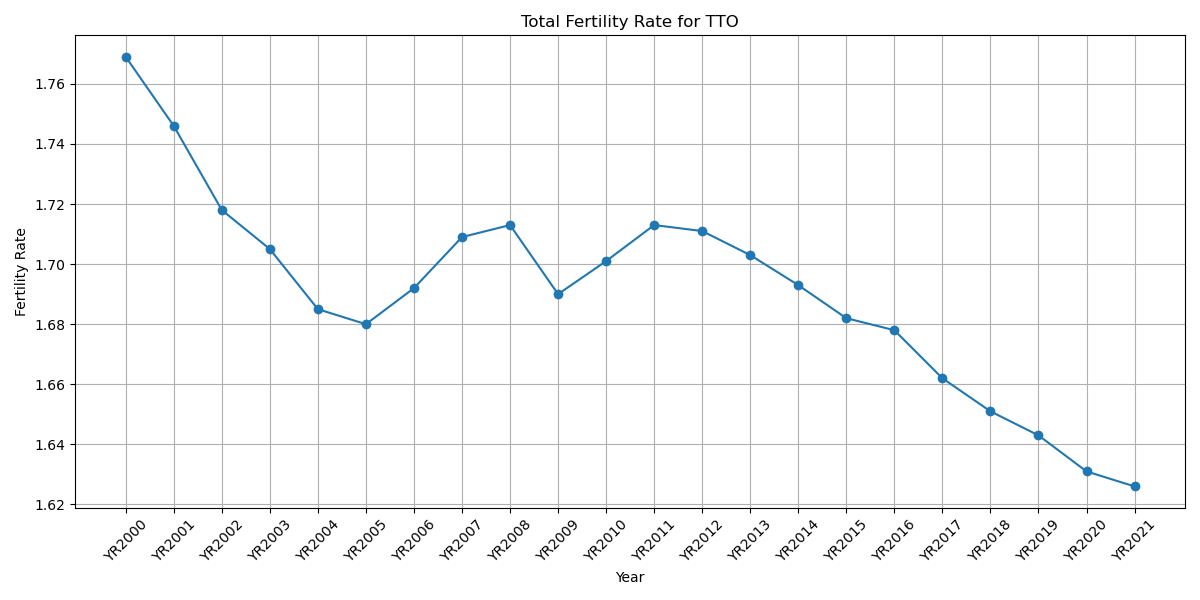 Total Fertility Rate for TTO
Fertility Rate
1.76
1.74
1.72
1.70
1.68
1.66
1.64
1.62
YR2000
YR2001
YR2002
YR2003
YR2004
YR2005
YR2006
YR2007
YR2008
YR2009
YR2010
YR2011
YR2012
YR2013
YR2014
YR2015
YR2016
YR2017
YR2018
YR2019
YR2020
YR2021
Year